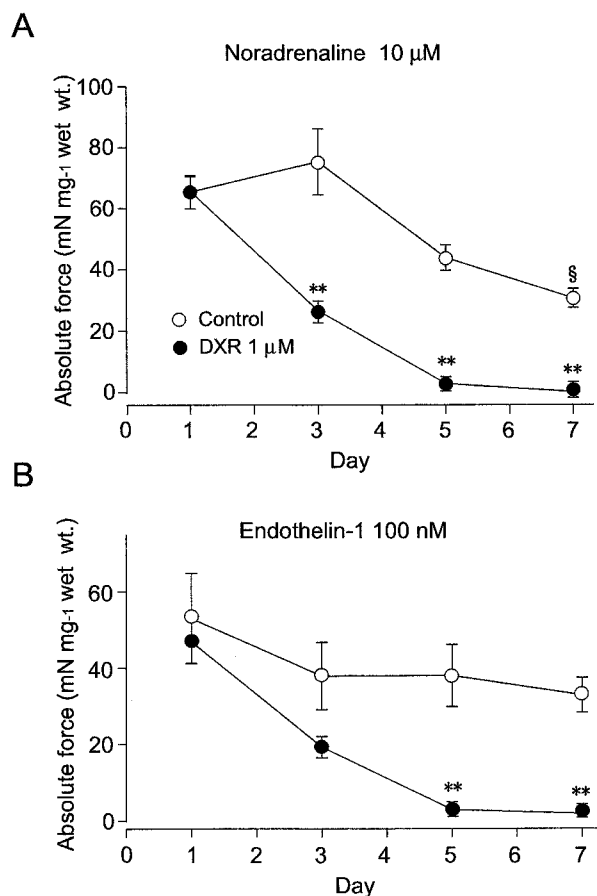 A
Noradrenaline 10 µM
Absolute force (mN mg-1 wet wt.)
100
80
60
40
20
0
**
**
**
§
Control
DXR 1 µM
0 1 2 3 4 5 6 7
Day
B
Endothelin-1 100 nM
Absolute force (mN mg-1 wet wt.)
60
40
20
0
**
**
0 1 2 3 4 5 6 7
Day